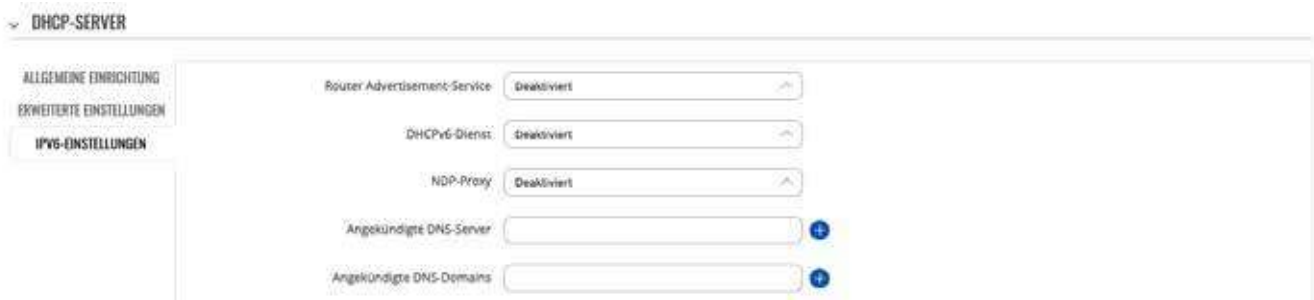 DHCP-SERVER
ALLGEMEINE EINRICHTUNG
ERWEITERTE EINSTELLUNGEN
IPV6-EINSTELLUNGEN
Router Advertisement-Service Deaktiviert
DHCPv6-Dienst Deaktiviert
NDP-Proxy Deaktiviert
Angekündigte DNS-Server
Angekündigte DNS-Domains